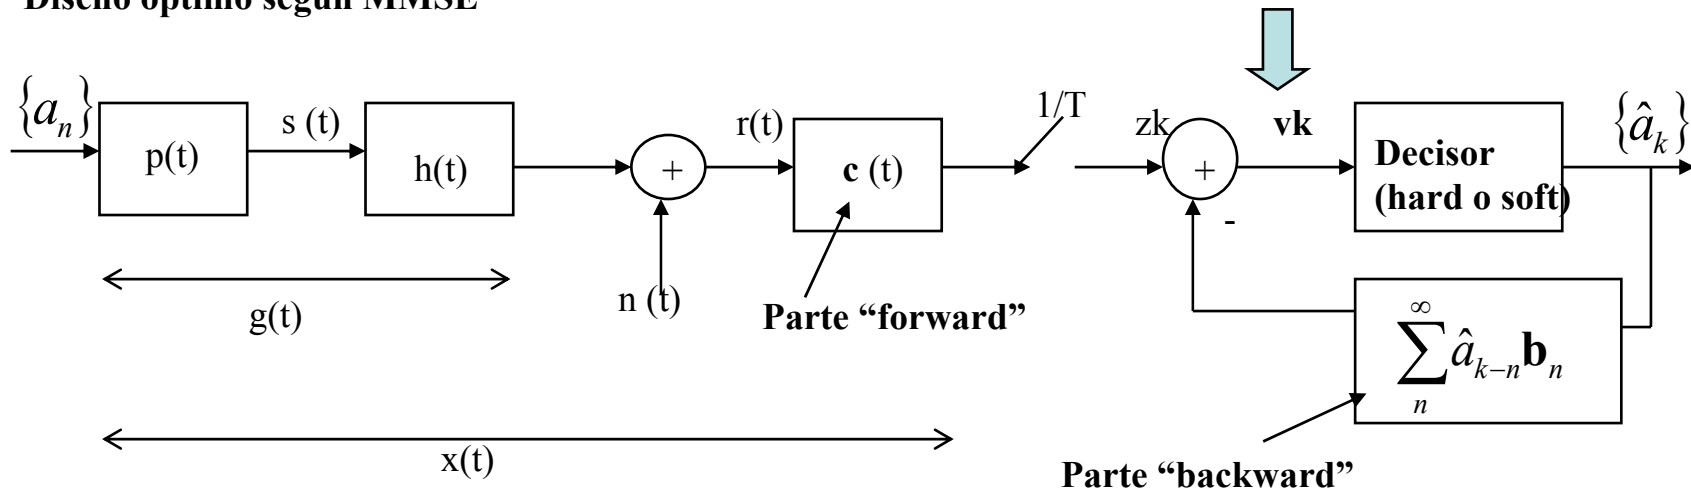 Diseño óptimo según MMSE
{a_n}
p(t)
s (t)
h(t)
+
n (t)
r(t)
c (t)
1/T
zk
+
-
vk
Decisor
(hard o soft)
{â_k}
g(t)
Parte “forward”
∑_n^∞ â_{k-n} b_n
x(t)
Parte “backward”